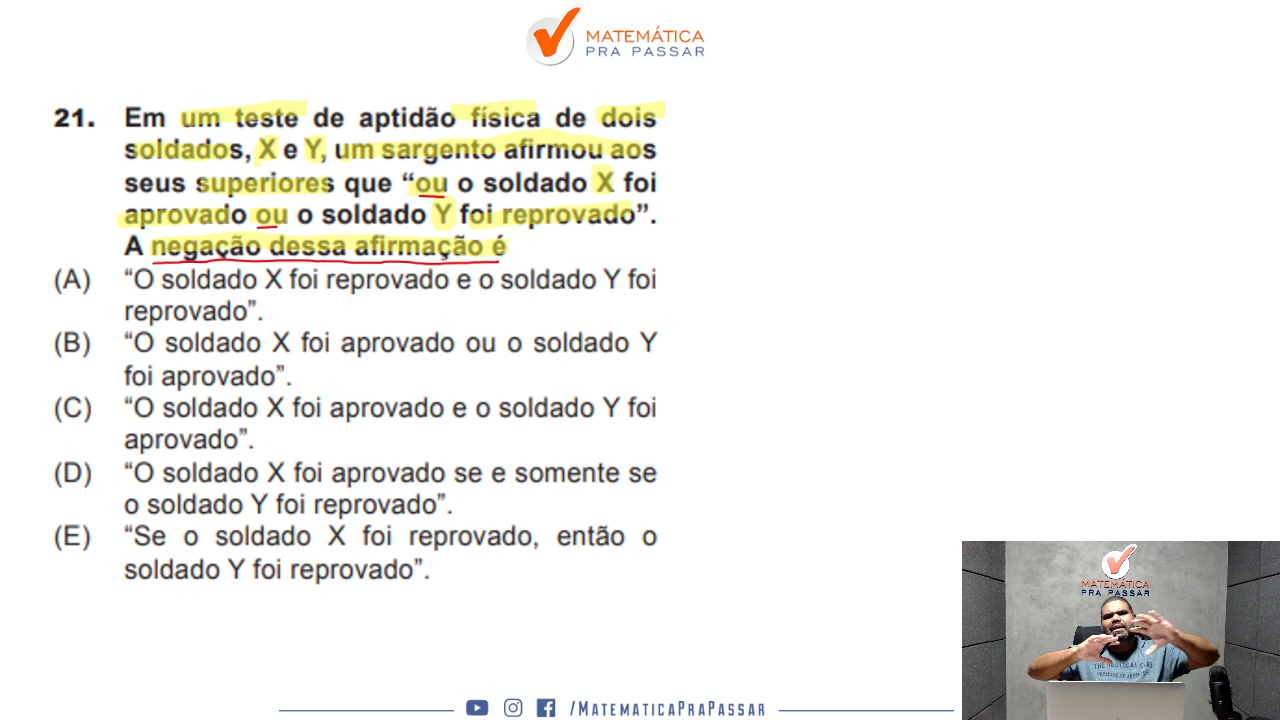 MATEMÁTICA
PRA PASSAR
21. Em um teste de aptidão física de dois
soldados, X e Y, um sargento afirmou aos
seus superiores que “ou o soldado X foi
aprovado ou o soldado Y foi reprovado”.
A negação dessa afirmação é
(A) “O soldado X foi reprovado e o soldado Y foi
reprovado”.
(B) “O soldado X foi aprovado ou o soldado Y
foi aprovado”.
(C) “O soldado X foi aprovado e o soldado Y foi
aprovado”.
(D) “O soldado X foi aprovado se e somente se
o soldado Y foi reprovado”.
(E) “Se o soldado X foi reprovado, então o
soldado Y foi reprovado”.
MATEMÁTICA
PRA PASSAR
THE NAUTICAL
/MATEMATICAPRAPASSAR